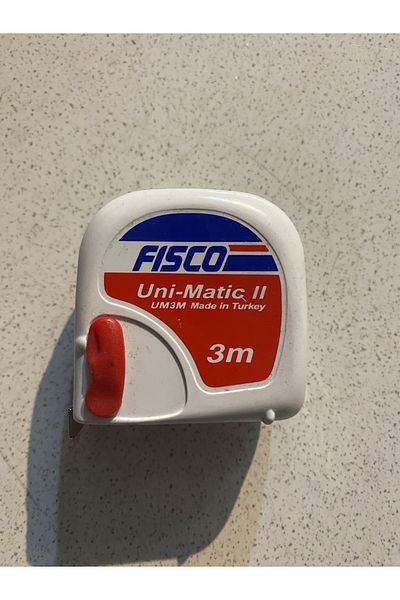 FISCO
Uni-Matic II
UM3M Made in Turkey
3m